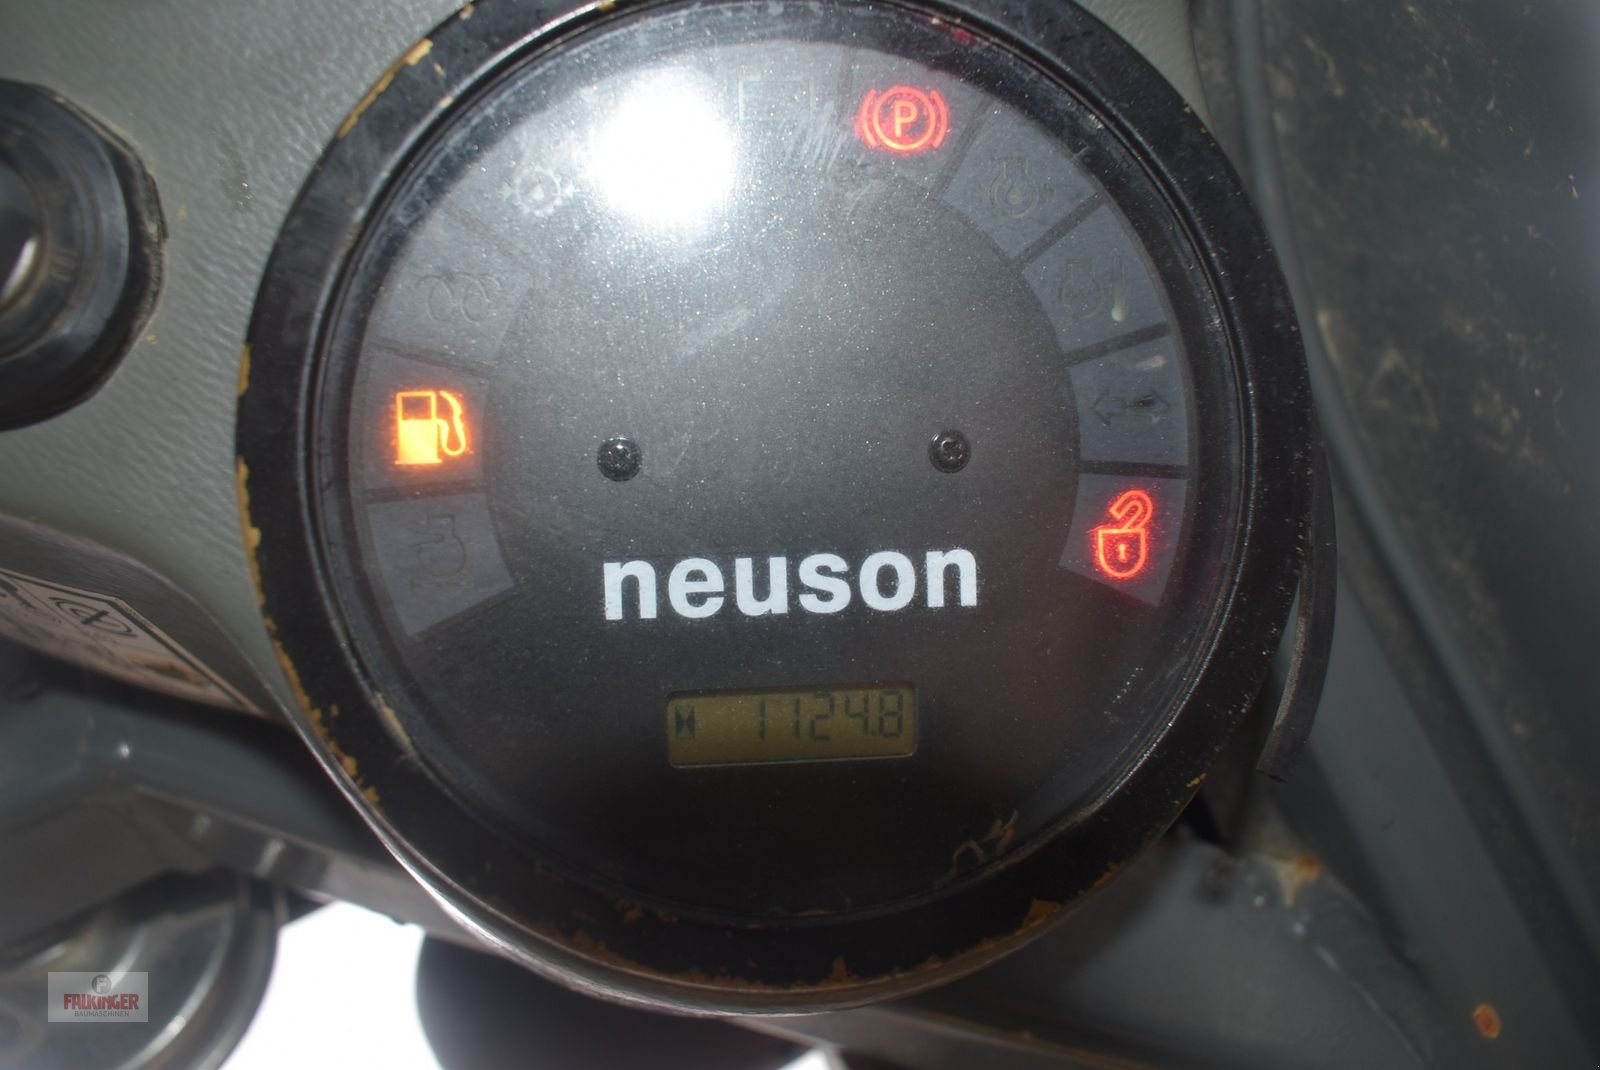 P
neuson
1124.8
F
FALKINGER
BAUMASCHINEN